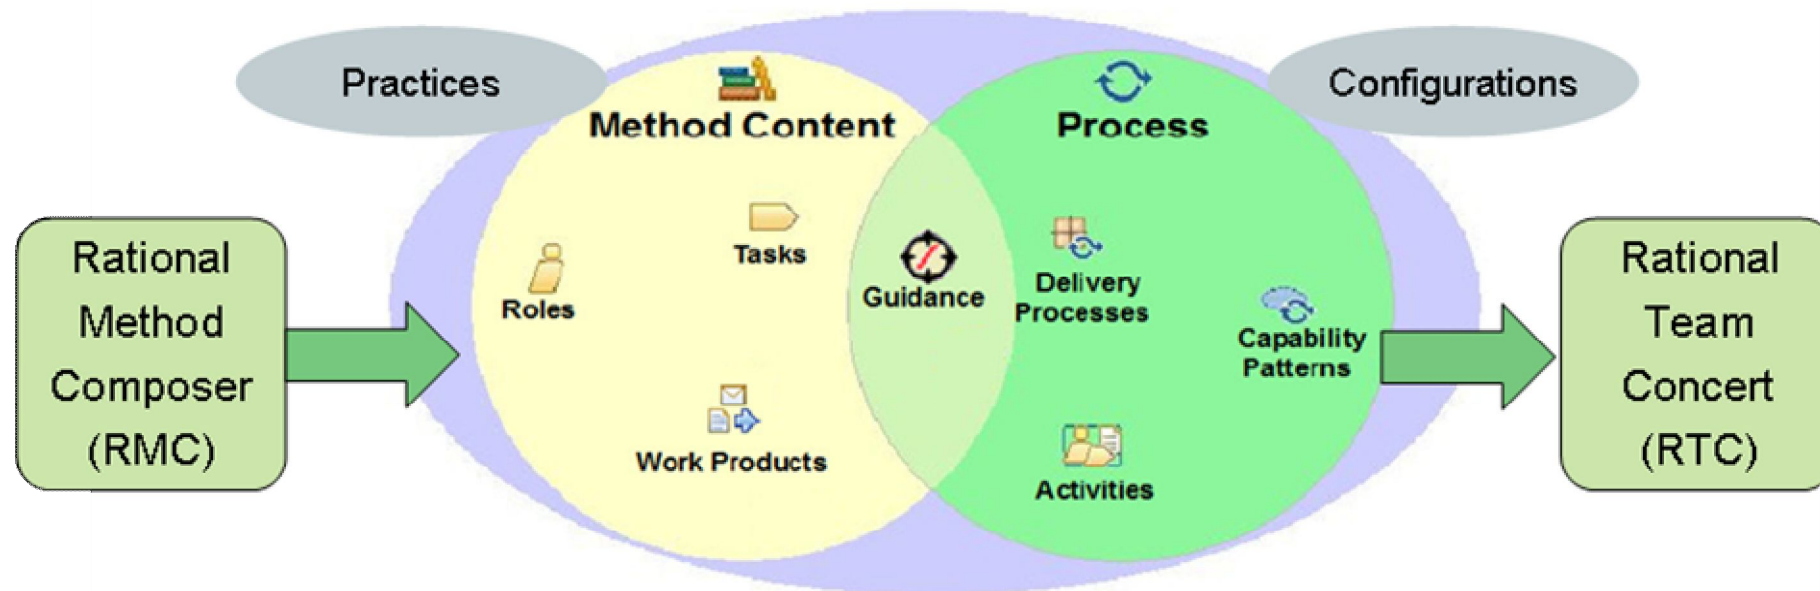 Practices
Configurations
Method Content
Process
Rational
Method
Composer
(RMC)
Roles
Tasks
Work Products
Guidance
Delivery
Processes
Capability
Patterns
Activities
Rational
Team
Concert
(RTC)